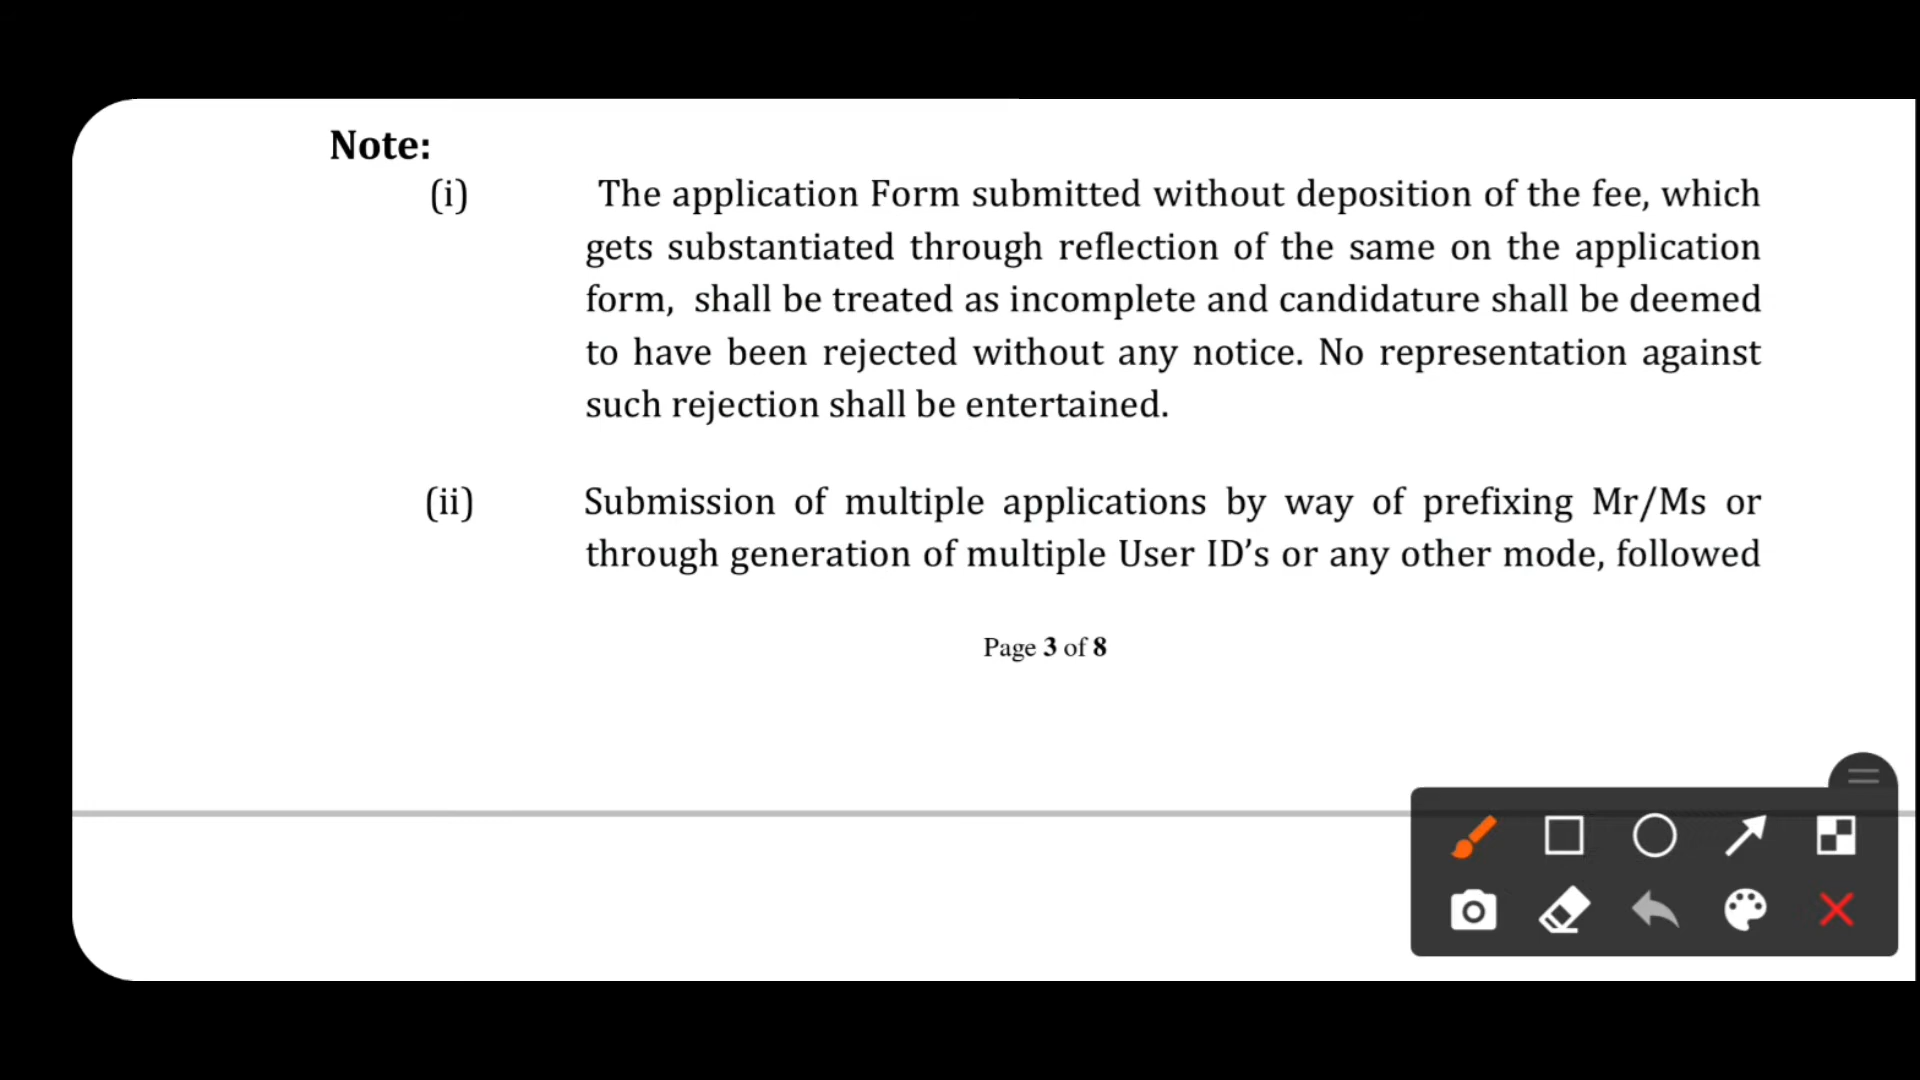 Note:
(i) The application Form submitted without deposition of the fee, which
gets substantiated through reflection of the same on the application
form, shall be treated as incomplete and candidature shall be deemed
to have been rejected without any notice. No representation against
such rejection shall be entertained.
(ii) Submission of multiple applications by way of prefixing Mr/Ms or
through generation of multiple User ID’s or any other mode, followed
Page 3 of 8